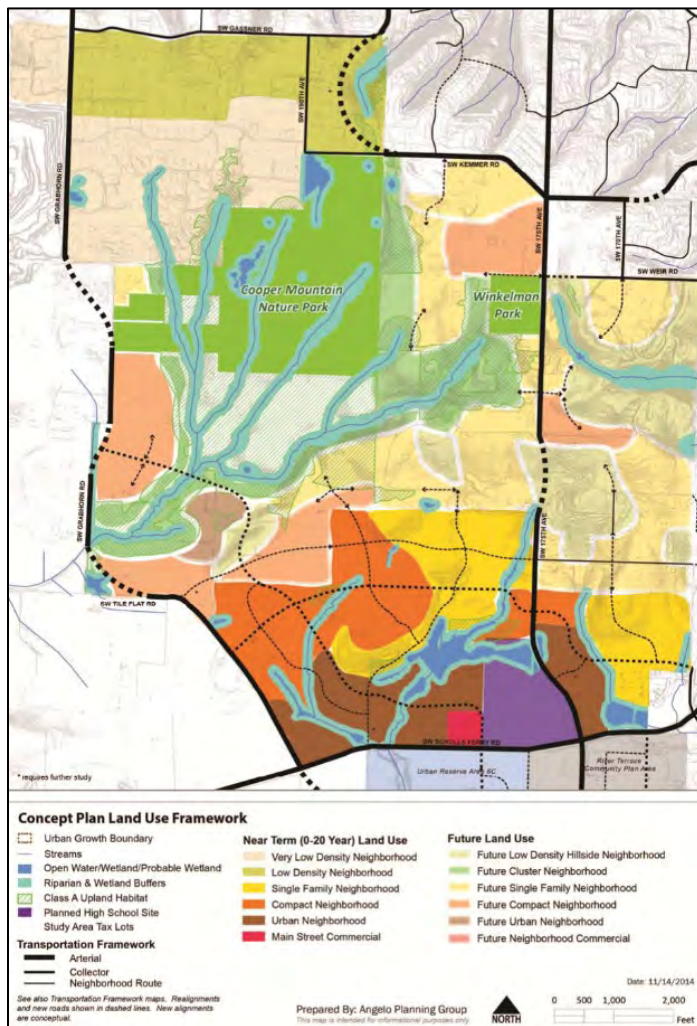 SW GASSNER RD
SW 190TH AVE
SW GRABHORN RD
SW KEMMER RD
SW 175TH AVE
SW 170TH AVE
SW WEIR RD
Cooper Mountain
Nature Park
Winkelman
Park
SW GRABHORN RD
SW 175TH AVE
SW TILE FLAT RD
SW SCHOLLS FERRY RD
* requires further study
Urban Reserve Area 6C
River Terrace
Community Plan Area
Concept Plan Land Use Framework
Urban Growth Boundary
Streams
Open Water/Wetland/Probable Wetland
Riparian & Wetland Buffers
Class A Upland Habitat
Planned High School Site
Study Area Tax Lots
Transportation Framework
Arterial
Collector
Neighborhood Route
See also Transportation Framework maps. Realignments
and new roads shown in dashed lines. New alignments
are conceptual.
Near Term (0-20 Year) Land Use
Very Low Density Neighborhood
Low Density Neighborhood
Single Family Neighborhood
Compact Neighborhood
Urban Neighborhood
Main Street Commercial
Future Land Use
Future Low Density Hillside Neighborhood
Future Cluster Neighborhood
Future Single Family Neighborhood
Future Compact Neighborhood
Future Urban Neighborhood
Future Neighborhood Commercial
Date: 11/14/2014
Prepared By: Angelo Planning Group
This map is intended for informational purposes only.
NORTH
0 500 1,000 2,000
Feet